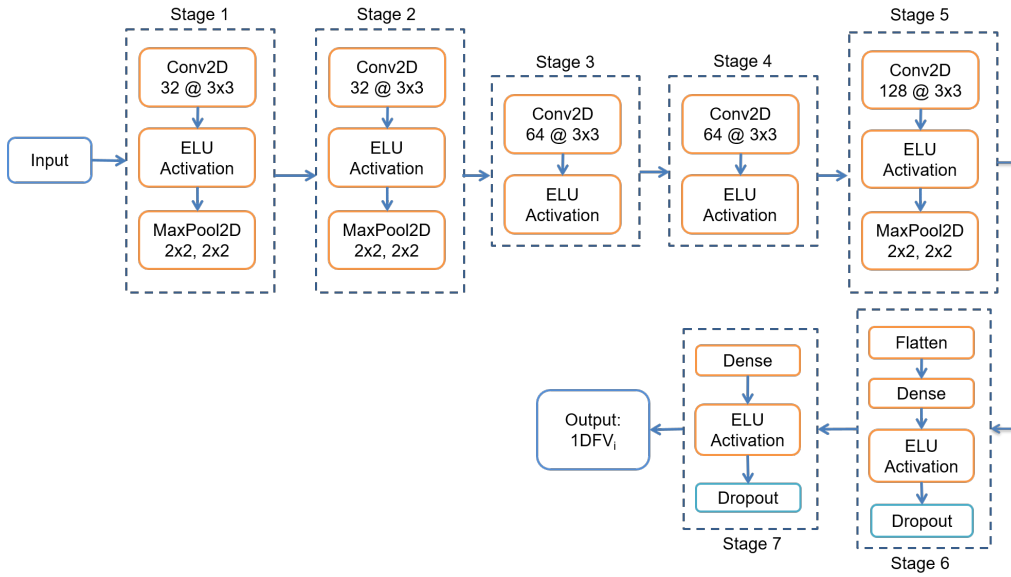 Stage 1
Conv2D
32 @ 3x3
ELU
Activation
MaxPool2D
2x2, 2x2
Stage 2
Conv2D
32 @ 3x3
ELU
Activation
MaxPool2D
2x2, 2x2
Stage 3
Conv2D
64 @ 3x3
ELU
Activation
Stage 4
Conv2D
64 @ 3x3
ELU
Activation
Stage 5
Conv2D
128 @ 3x3
ELU
Activation
MaxPool2D
2x2, 2x2
Input
Flatten
Dense
ELU
Activation
Dropout
Stage 6
Dense
ELU
Activation
Dropout
Stage 7
Output:
1DFVi